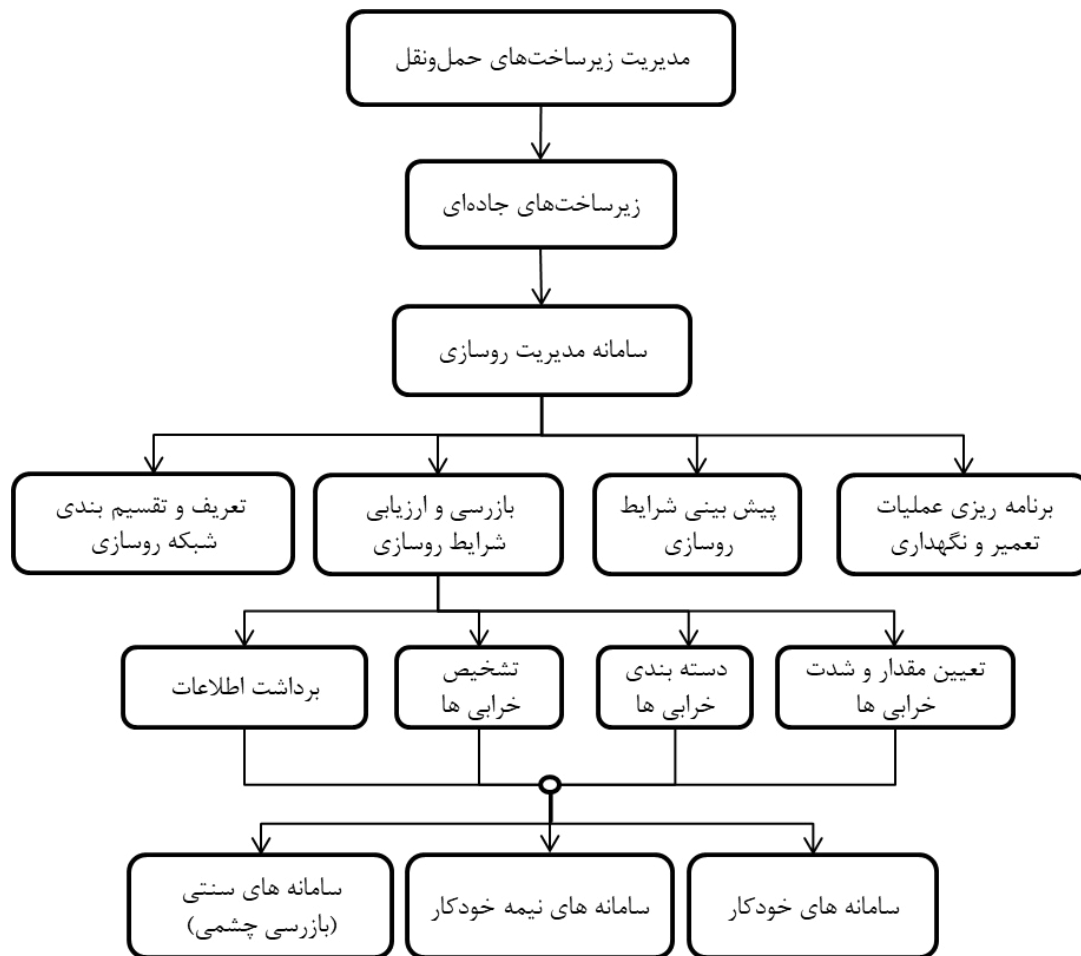 مدیریت زیرساخت‌های حمل‌ونقل
زیرساخت‌های جاده‌ای
سامانه مدیریت روسازی
برنامه ریزی عملیات
تعمیر و نگهداری
پیش بینی شرایط
روسازی
بازرسی و ارزیابی
شرایط روسازی
تعریف و تقسیم بندی
شبکه روسازی
تعیین مقدار و شدت
خرابی ها
دسته بندی
خرابی ها
تشخیص
خرابی ها
برداشت اطلاعات
سامانه های خودکار
سامانه های نیمه خودکار
سامانه های سنتی
(بازرسی چشمی)